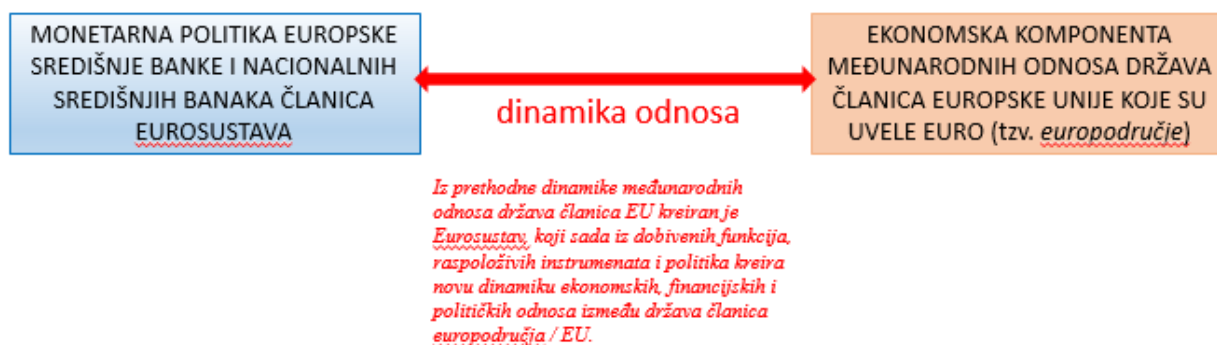 MONETARNA POLITIKA EUROPSKE
SREDIŠNJE BANKE I NACIONALNIH
SREDIŠNJIH BANAKA ČLANICA
EUROSUSTAVA
dinamika odnosa
EKONOMSKA KOMPONENTA
MEĐUNARODNIH ODNOSA DRŽAVA
ČLANICA EUROPSKE UNIJE KOJE SU
UVELE EURO (tzv. europodručje)
Iz prethodne dinamike međunarodnih
odnosa država članica EU kreiran je
Eurosustav, koji sada iz dobivenih funkcija,
raspoloživih instrumenata i politika kreira
novu dinamiku ekonomskih, financijskih i
političkih odnosa između država članica
europodručja / EU.